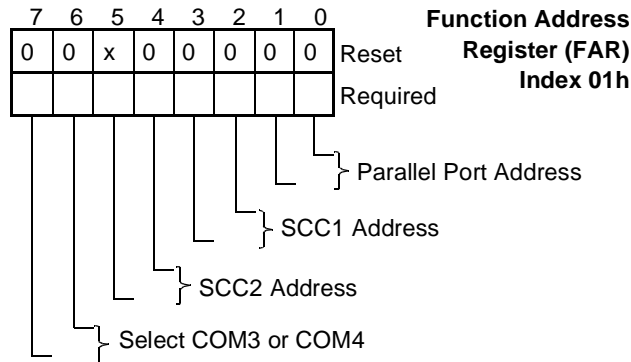 7 6 5 4 3 2 1 0
Function Address
Register (FAR)
Index 01h
0 0 x 0 0 0 0 0 Reset
Required
Parallel Port Address
SCC1 Address
SCC2 Address
Select COM3 or COM4